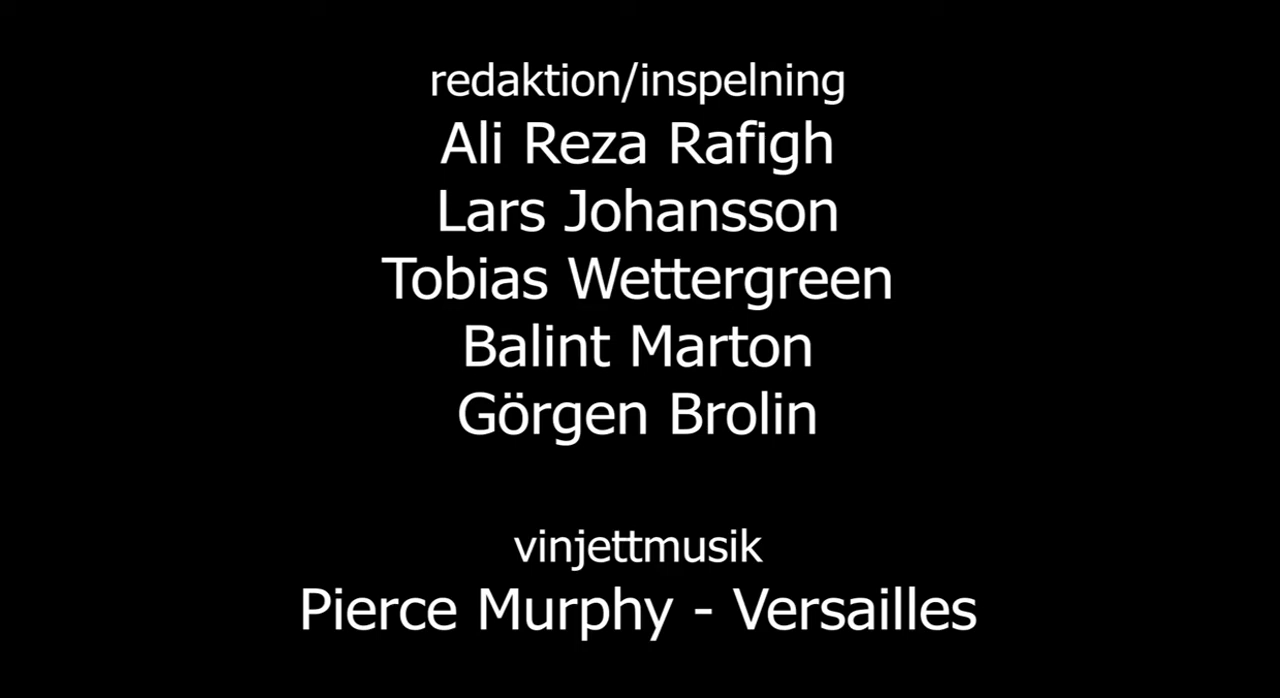 redaktion/inspelning
Ali Reza Rafigh
Lars Johansson
Tobias Wettergreen
Balint Marton
Görgen Brolin
vinjettmusik
Pierce Murphy - Versailles